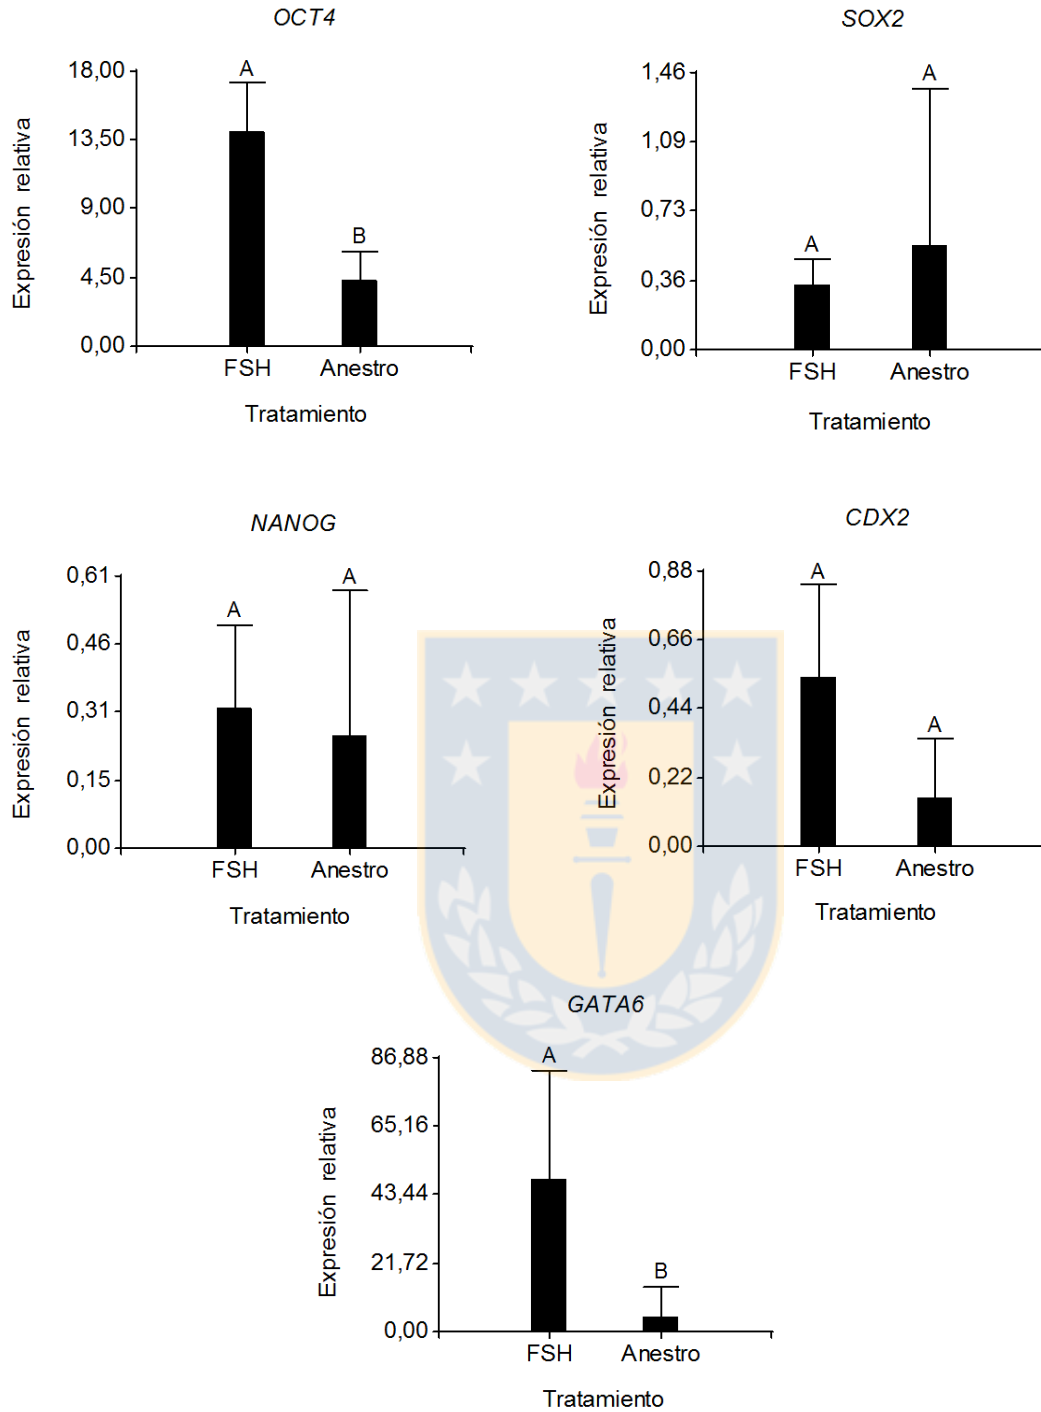 OCT4
18,00
13,50
9,00
4,50
0,00
Expresión relativa
A
B
FSH
Anestro
Tratamiento
SOX2
1,46
1,09
0,73
0,36
0,00
Expresión relativa
A
A
FSH
Anestro
Tratamiento
NANOG
0,61
0,46
0,31
0,15
0,00
Expresión relativa
A
A
FSH
Anestro
Tratamiento
CDX2
0,88
0,66
0,44
0,22
0,00
Expresión relativa
A
A
FSH
Anestro
Tratamiento
GATA6
86,88
65,16
43,44
21,72
0,00
Expresión relativa
A
B
FSH
Anestro
Tratamiento